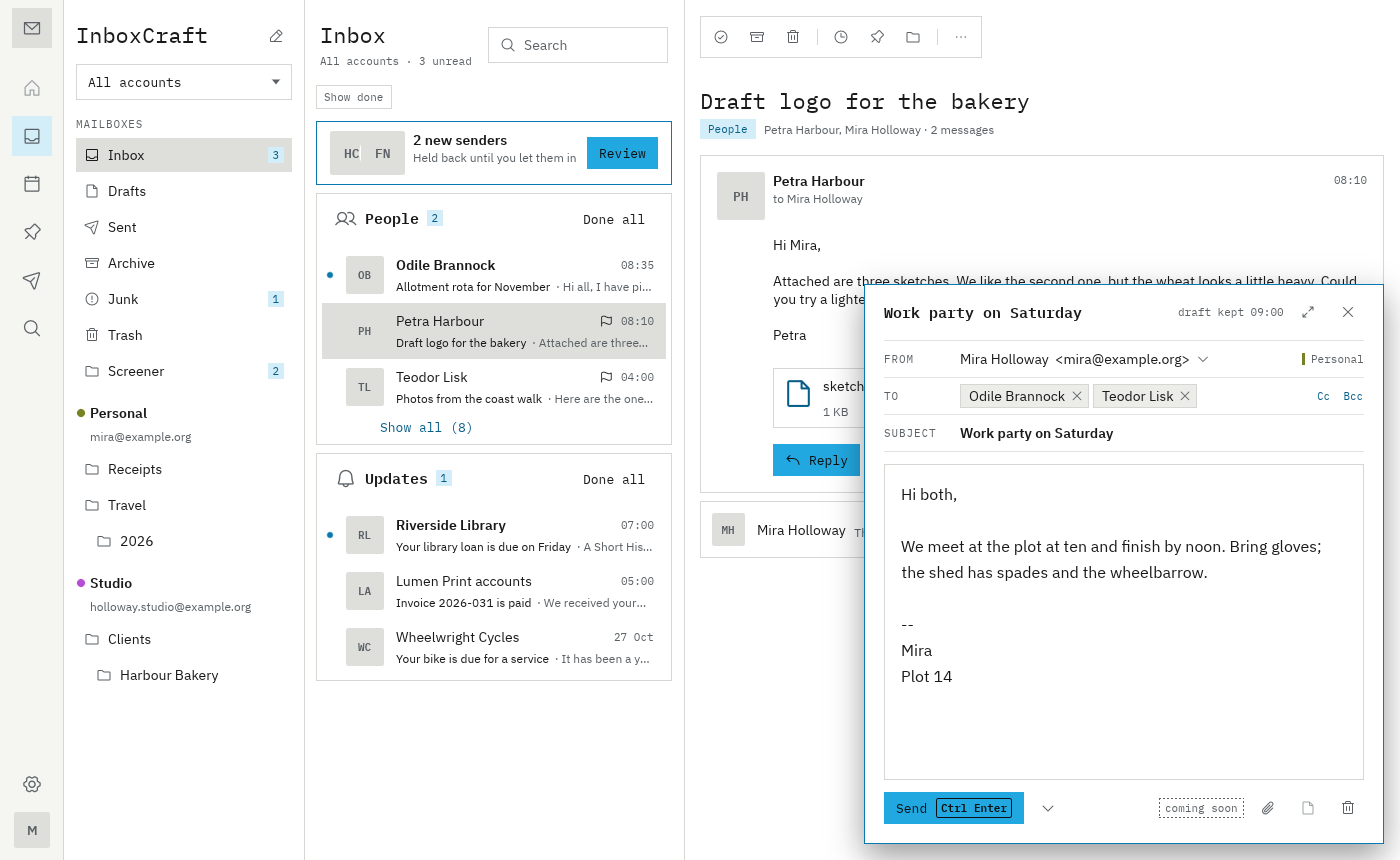 InboxCraft
All accounts
MAILBOXES
Inbox 3
Drafts
Sent
Archive
Junk 1
Trash
Screener 2
Personal
mira@example.org
Receipts
Travel
2026
Studio
holloway.studio@example.org
Clients
Harbour Bakery
M
Inbox
All accounts · 3 unread
Search
Show done
HC FN
2 new senders
Held back until you let them in
Review
People 2
Done all
OB
Odile Brannock 08:35
Allotment rota for November · Hi all, I have pi…
PH
Petra Harbour 08:10
Draft logo for the bakery · Attached are three…
TL
Teodor Lisk 04:00
Photos from the coast walk · Here are the one…
Show all (8)
Updates 1
Done all
RL
Riverside Library 07:00
Your library loan is due on Friday · A Short His…
LA
Lumen Print accounts 05:00
Invoice 2026-031 is paid · We received your…
WC
Wheelwright Cycles 27 Oct
Your bike is due for a service · It has been a y…
Draft logo for the bakery
People Petra Harbour, Mira Holloway · 2 messages
PH
Petra Harbour 08:10
to Mira Holloway
Hi Mira,
Attached are three sketches. We like the second one, but the wheat looks a little heavy. Could
you try a lighte
Petra
sketch
1 KB
Reply
MH
Mira Holloway
Work party on Saturday
draft kept 09:00
FROM Mira Holloway <mira@example.org> Personal
TO Odile Brannock Teodor Lisk Cc Bcc
SUBJECT Work party on Saturday
Hi both,
We meet at the plot at ten and finish by noon. Bring gloves;
the shed has spades and the wheelbarrow.
--
Mira
Plot 14
Send Ctrl Enter
coming soon